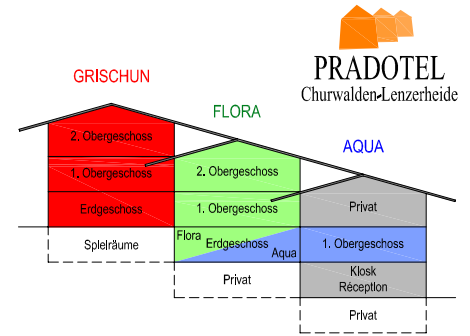 PRADOTEL
Churwalden-Lenzerheide
GRISCHUN
FLORA
AQUA
2. Obergeschoss
1. Obergeschoss
Erdgeschoss
Spielräume
2. Obergeschoss
1. Obergeschoss
Flora
Erdgeschoss
Aqua
Privat
Privat
1. Obergeschoss
Kiosk
Réception
Privat